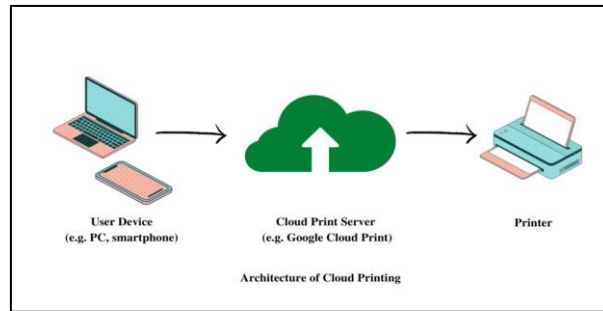 User Device
(e.g. PC, smartphone)
Cloud Print Server
(e.g. Google Cloud Print)
Printer
Architecture of Cloud Printing